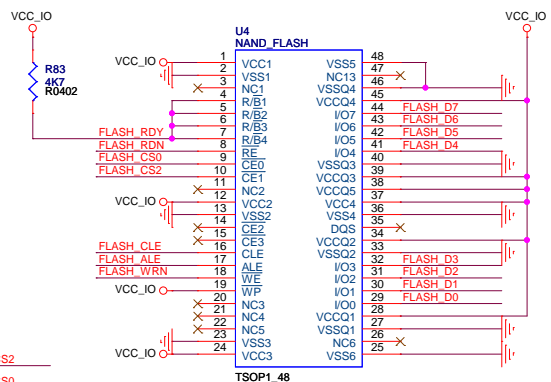 VCC_IO
VCC_IO
U4
NAND_FLASH
R83
4K7
R0402
VCC_IO
1 VCC1 VSS5 48
2 VSS1 NC13 47
3 NC1 VSSQ4 46
4 R/B1 VCCQ4 45
5 R/B2 I/O7 44 FLASH_D7
6 R/B3 I/O6 43 FLASH_D6
FLASH_RDY 7 R/B4 I/O5 42 FLASH_D5
FLASH_RDN 8 RE I/O4 41 FLASH_D4
FLASH_CS0 9 CE0 VSSQ3 40
FLASH_CS2 10 CE1 VCCQ3 39
11 NC2 VCCQ5 38
VCC_IO 12 VCC2 VCC4 37
13 VSS2 VSS4 36
14 CE2 DQS 35
15 CE3 VCCQ2 34
FLASH_CLE 16 CLE VSSQ2 33
FLASH_ALE 17 ALE I/O3 32 FLASH_D3
FLASH_WRN 18 WE I/O2 31 FLASH_D2
VCC_IO 19 WP I/O1 30 FLASH_D1
20 NC3 I/O0 29 FLASH_D0
21 NC4 VCCQ1 28
22 NC5 VSSQ1 27
23 VSS3 NC6 26
VCC_IO 24 VCC3 VSS6 25
TSOP1_48
S2